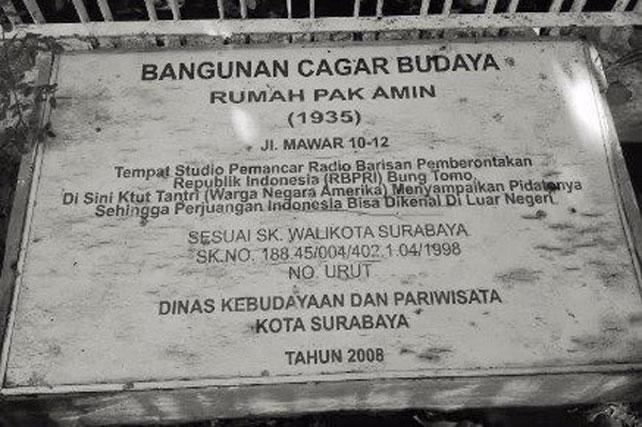 BANGUNAN CAGAR BUDAYA
RUMAH PAK AMIN
(1935)
Jl. MAWAR 10-12
Tempat Studio Pemancar Radio Barisan Pemberontakan
Republik Indonesia (RBPRI) Bung Tomo,
Di Sini Ktut Tantri (Warga Negara Amerika) Menyampaikan Pidatonya
Sehingga Perjuangan Indonesia Bisa Dikenal Di Luar Negeri.
SESUAI SK. WALIKOTA SURABAYA
SK.NO. 188.45/004/402.1.04/1998
NO. URUT
DINAS KEBUDAYAAN DAN PARIWISATA
KOTA SURABAYA
TAHUN 2008